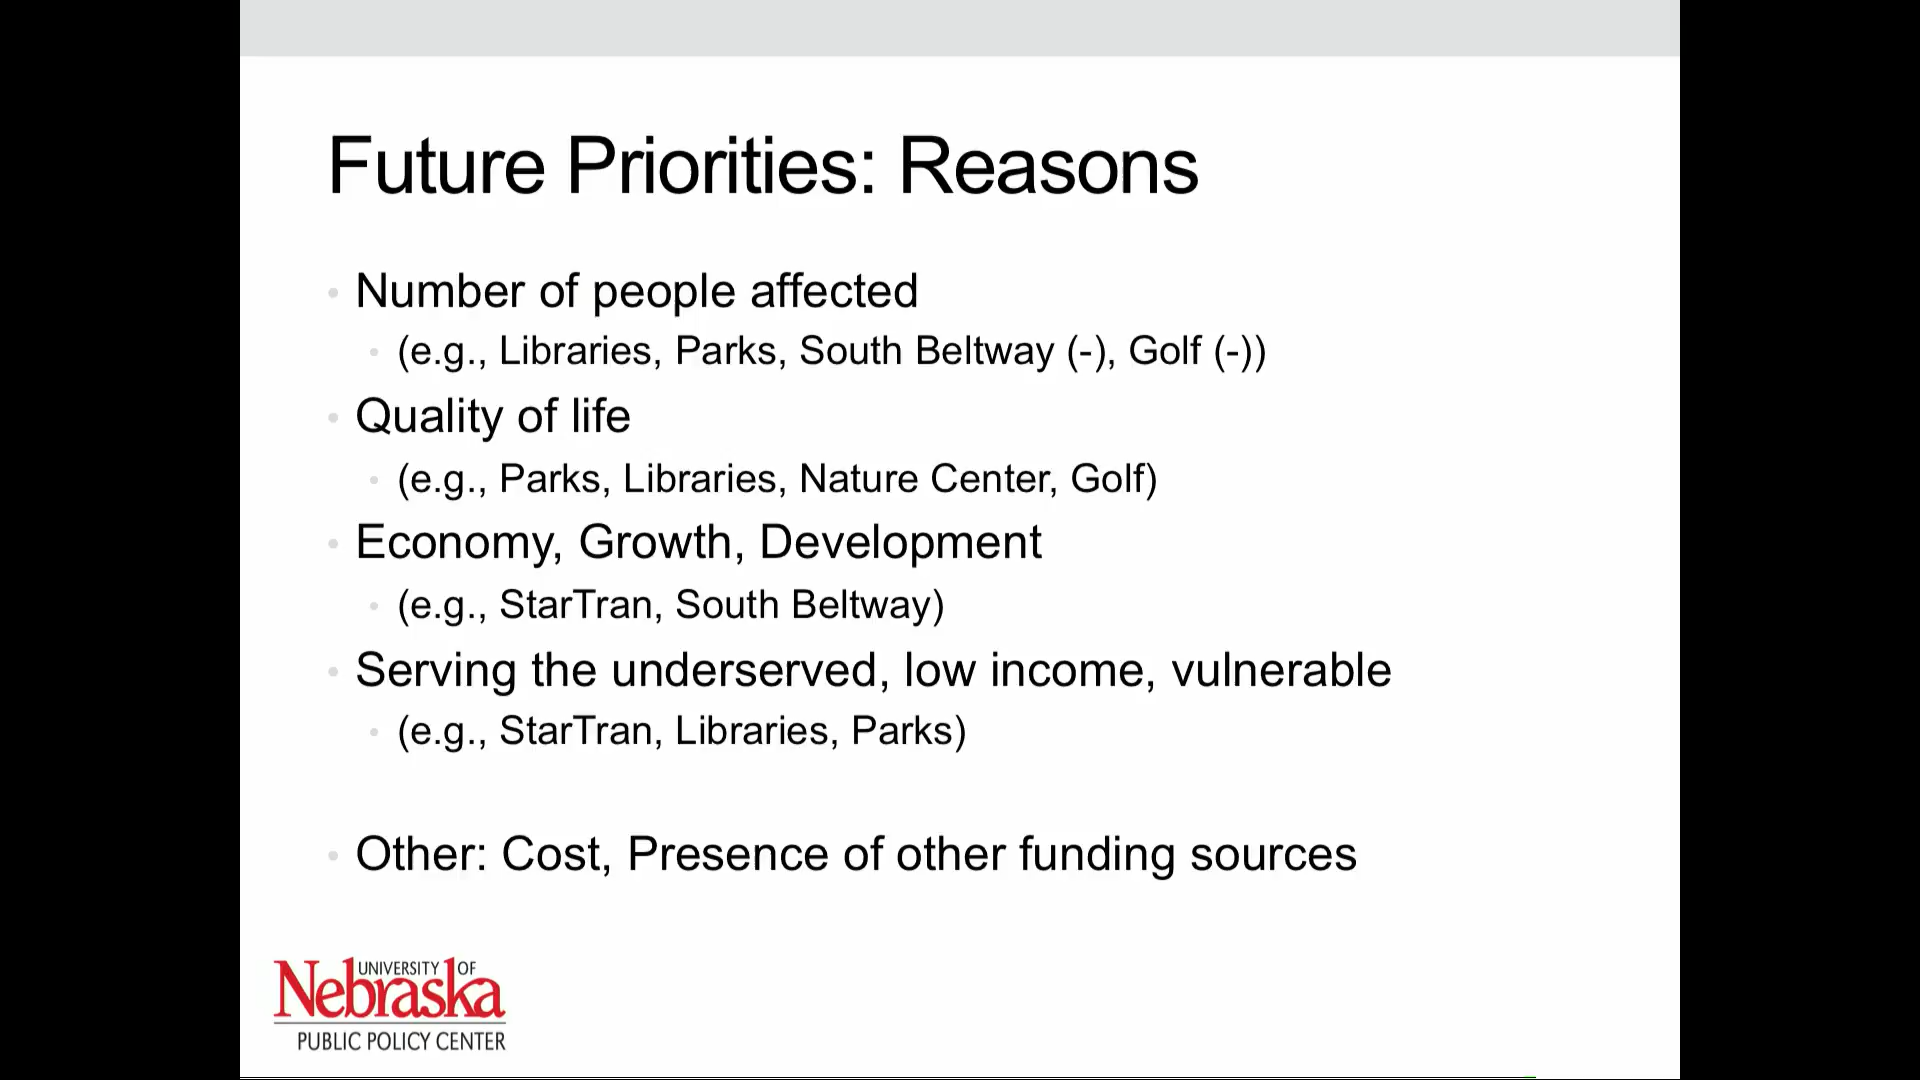 Future Priorities: Reasons
• Number of people affected
• (e.g., Libraries, Parks, South Beltway (-), Golf (-))
• Quality of life
• (e.g., Parks, Libraries, Nature Center, Golf)
• Economy, Growth, Development
• (e.g., StarTran, South Beltway)
• Serving the underserved, low income, vulnerable
• (e.g., StarTran, Libraries, Parks)
• Other: Cost, Presence of other funding sources
UNIVERSITY OF
Nebraska
PUBLIC POLICY CENTER